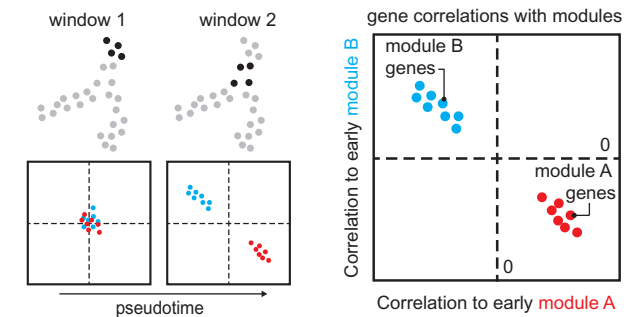 window 1
window 2
pseudotime
gene correlations with modules
Correlation to early module B
module B
genes
0
module A
genes
0
Correlation to early module A